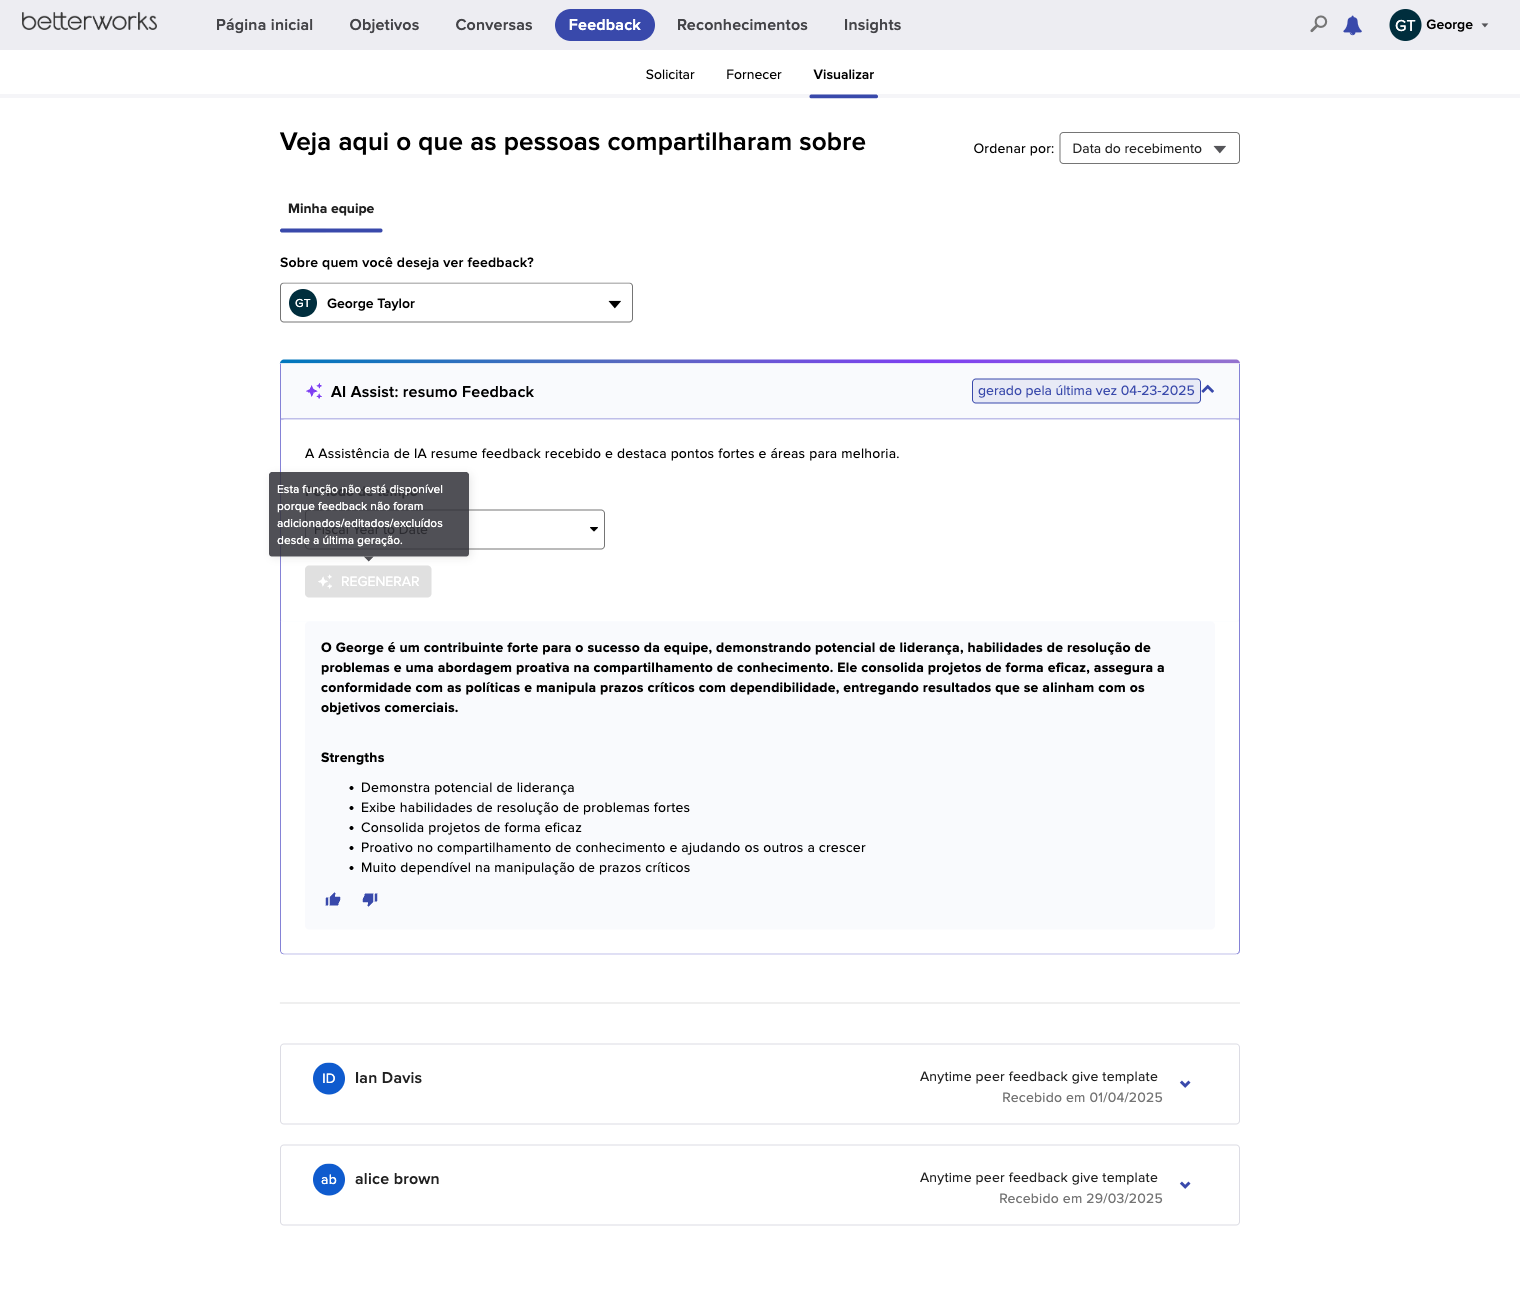 betterworks
Página inicial
Objetivos
Conversas
Feedback
Reconhecimentos
Insights
GT George
Solicitar
Fornecer
Visualizar
Veja aqui o que as pessoas compartilharam sobre
Ordenar por: Data do recebimento
Minha equipe
Sobre quem você deseja ver feedback?
GT George Taylor
AI Assist: resumo Feedback
gerado pela última vez 04-23-2025
A Assistência de IA resume feedback recebido e destaca pontos fortes e áreas para melhoria.
Esta função não está disponível
porque feedback não foram
adicionados/editados/excluídos
desde a última geração.
Fiscal Year to Date
REGENERAR
O George é um contribuinte forte para o sucesso da equipe, demonstrando potencial de liderança, habilidades de resolução de
problemas e uma abordagem proativa na compartilhamento de conhecimento. Ele consolida projetos de forma eficaz, assegura a
conformidade com as políticas e manipula prazos críticos com dependibilidade, entregando resultados que se alinham com os
objetivos comerciais.
Strengths
• Demonstra potencial de liderança
• Exibe habilidades de resolução de problemas fortes
• Consolida projetos de forma eficaz
• Proativo no compartilhamento de conhecimento e ajudando os outros a crescer
• Muito dependível na manipulação de prazos críticos
ID Ian Davis
Anytime peer feedback give template
Recebido em 01/04/2025
ab alice brown
Anytime peer feedback give template
Recebido em 29/03/2025